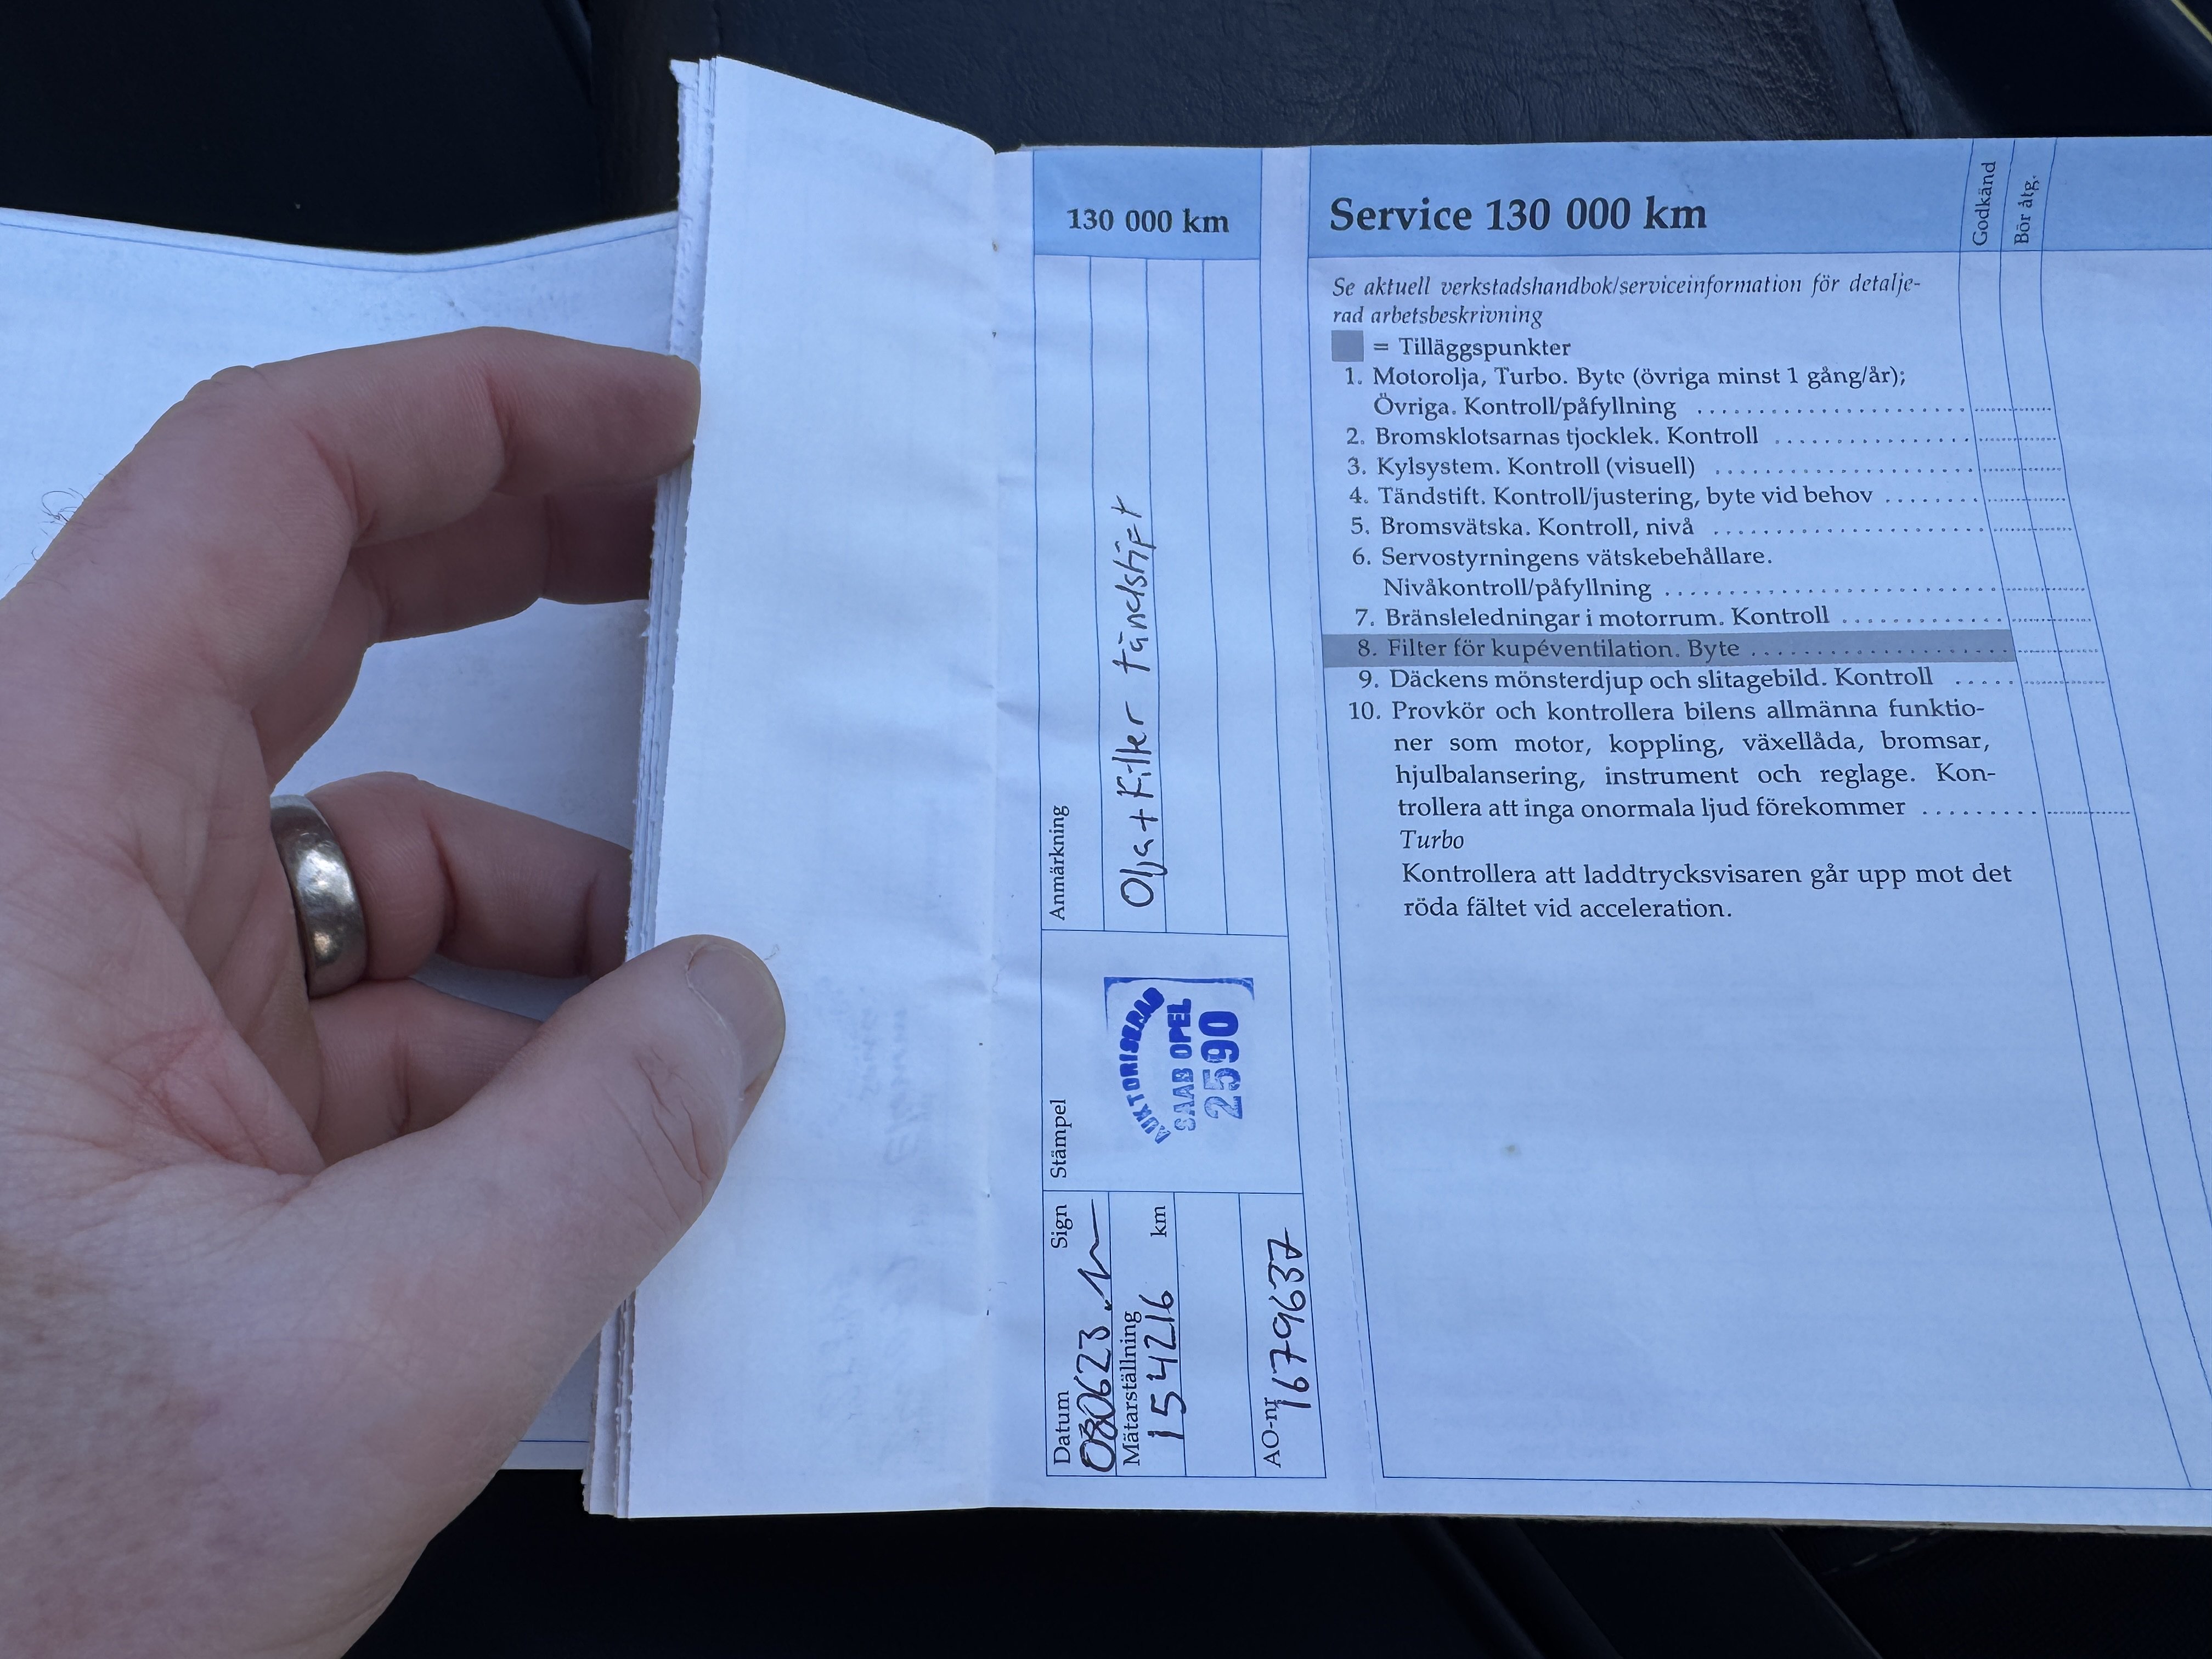 130 000 km
Anmärkning
Olja + Filter tändstift
Stämpel
AUKTORISERAD
SAAB OPEL
2590
Datum Sign
080623
Mätarställning km
154216
AO-nr
1679637
Service 130 000 km
Godkänd
Bör åtg.
Se aktuell verkstadshandbok/serviceinformation för detalje-
rad arbetsbeskrivning
= Tilläggspunkter
1. Motorolja, Turbo. Byte (övriga minst 1 gång/år);
Övriga. Kontroll/påfyllning
2. Bromsklotsarnas tjocklek. Kontroll
3. Kylsystem. Kontroll (visuell)
4. Tändstift. Kontroll/justering, byte vid behov
5. Bromsvätska. Kontroll, nivå
6. Servostyrningens vätskebehållare.
Nivåkontroll/påfyllning
7. Bränsleledningar i motorrum. Kontroll
8. Filter för kupéventilation. Byte
9. Däckens mönsterdjup och slitagebild. Kontroll
10. Provkör och kontrollera bilens allmänna funktio-
ner som motor, koppling, växellåda, bromsar,
hjulbalansering, instrument och reglage. Kon-
trollera att inga onormala ljud förekommer
Turbo
Kontrollera att laddtrycksvisaren går upp mot det
röda fältet vid acceleration.